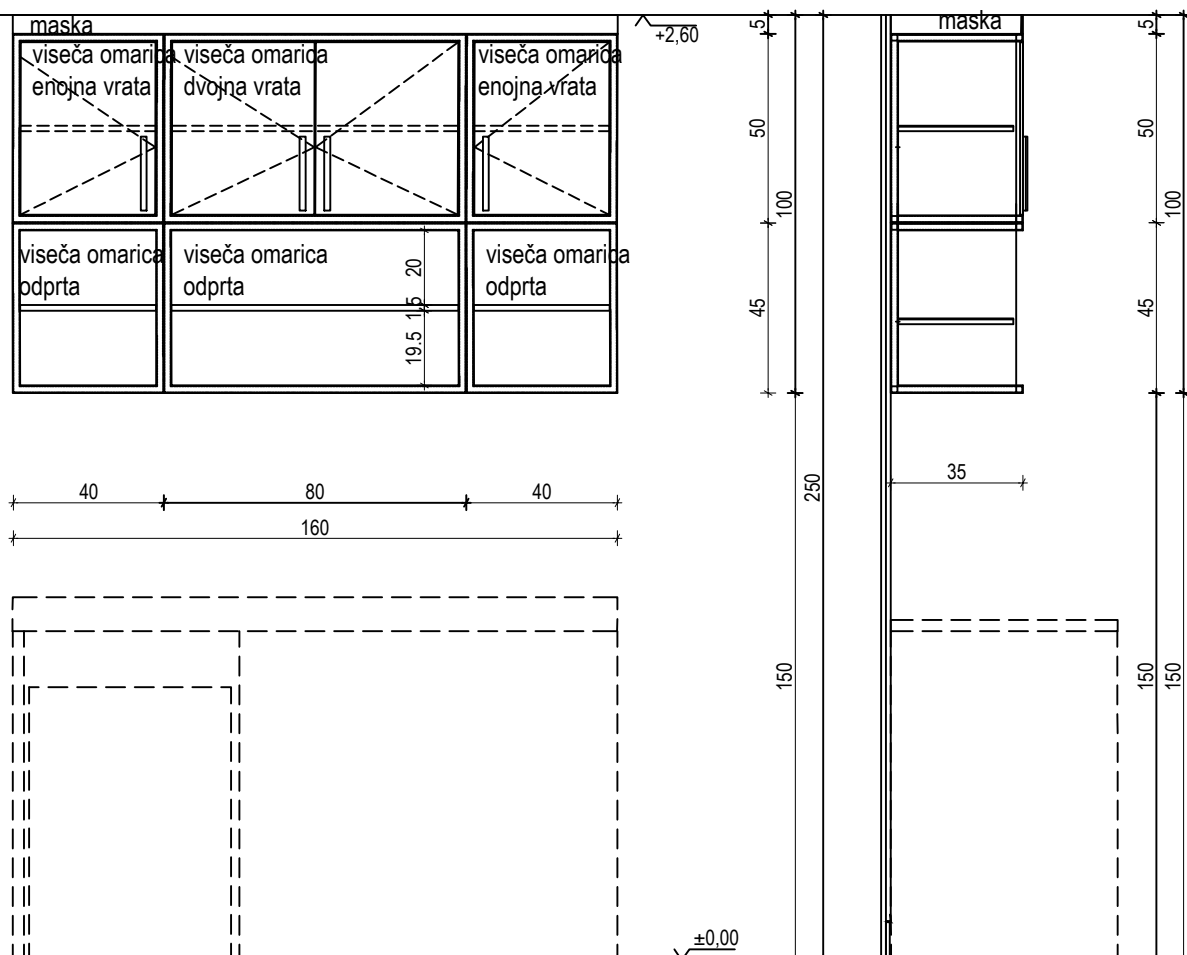 maska
+2,60
maska
viseča omarica
enojna vrata
viseča omarica
dvojna vrata
viseča omarica
enojna vrata
5
5
50
50
100
100
viseča omarica
odprta
viseča omarica
odprta
viseča omarica
odprta
20
1,5
19.5
45
45
40
80
40
160
250
35
150
150
150
±0,00